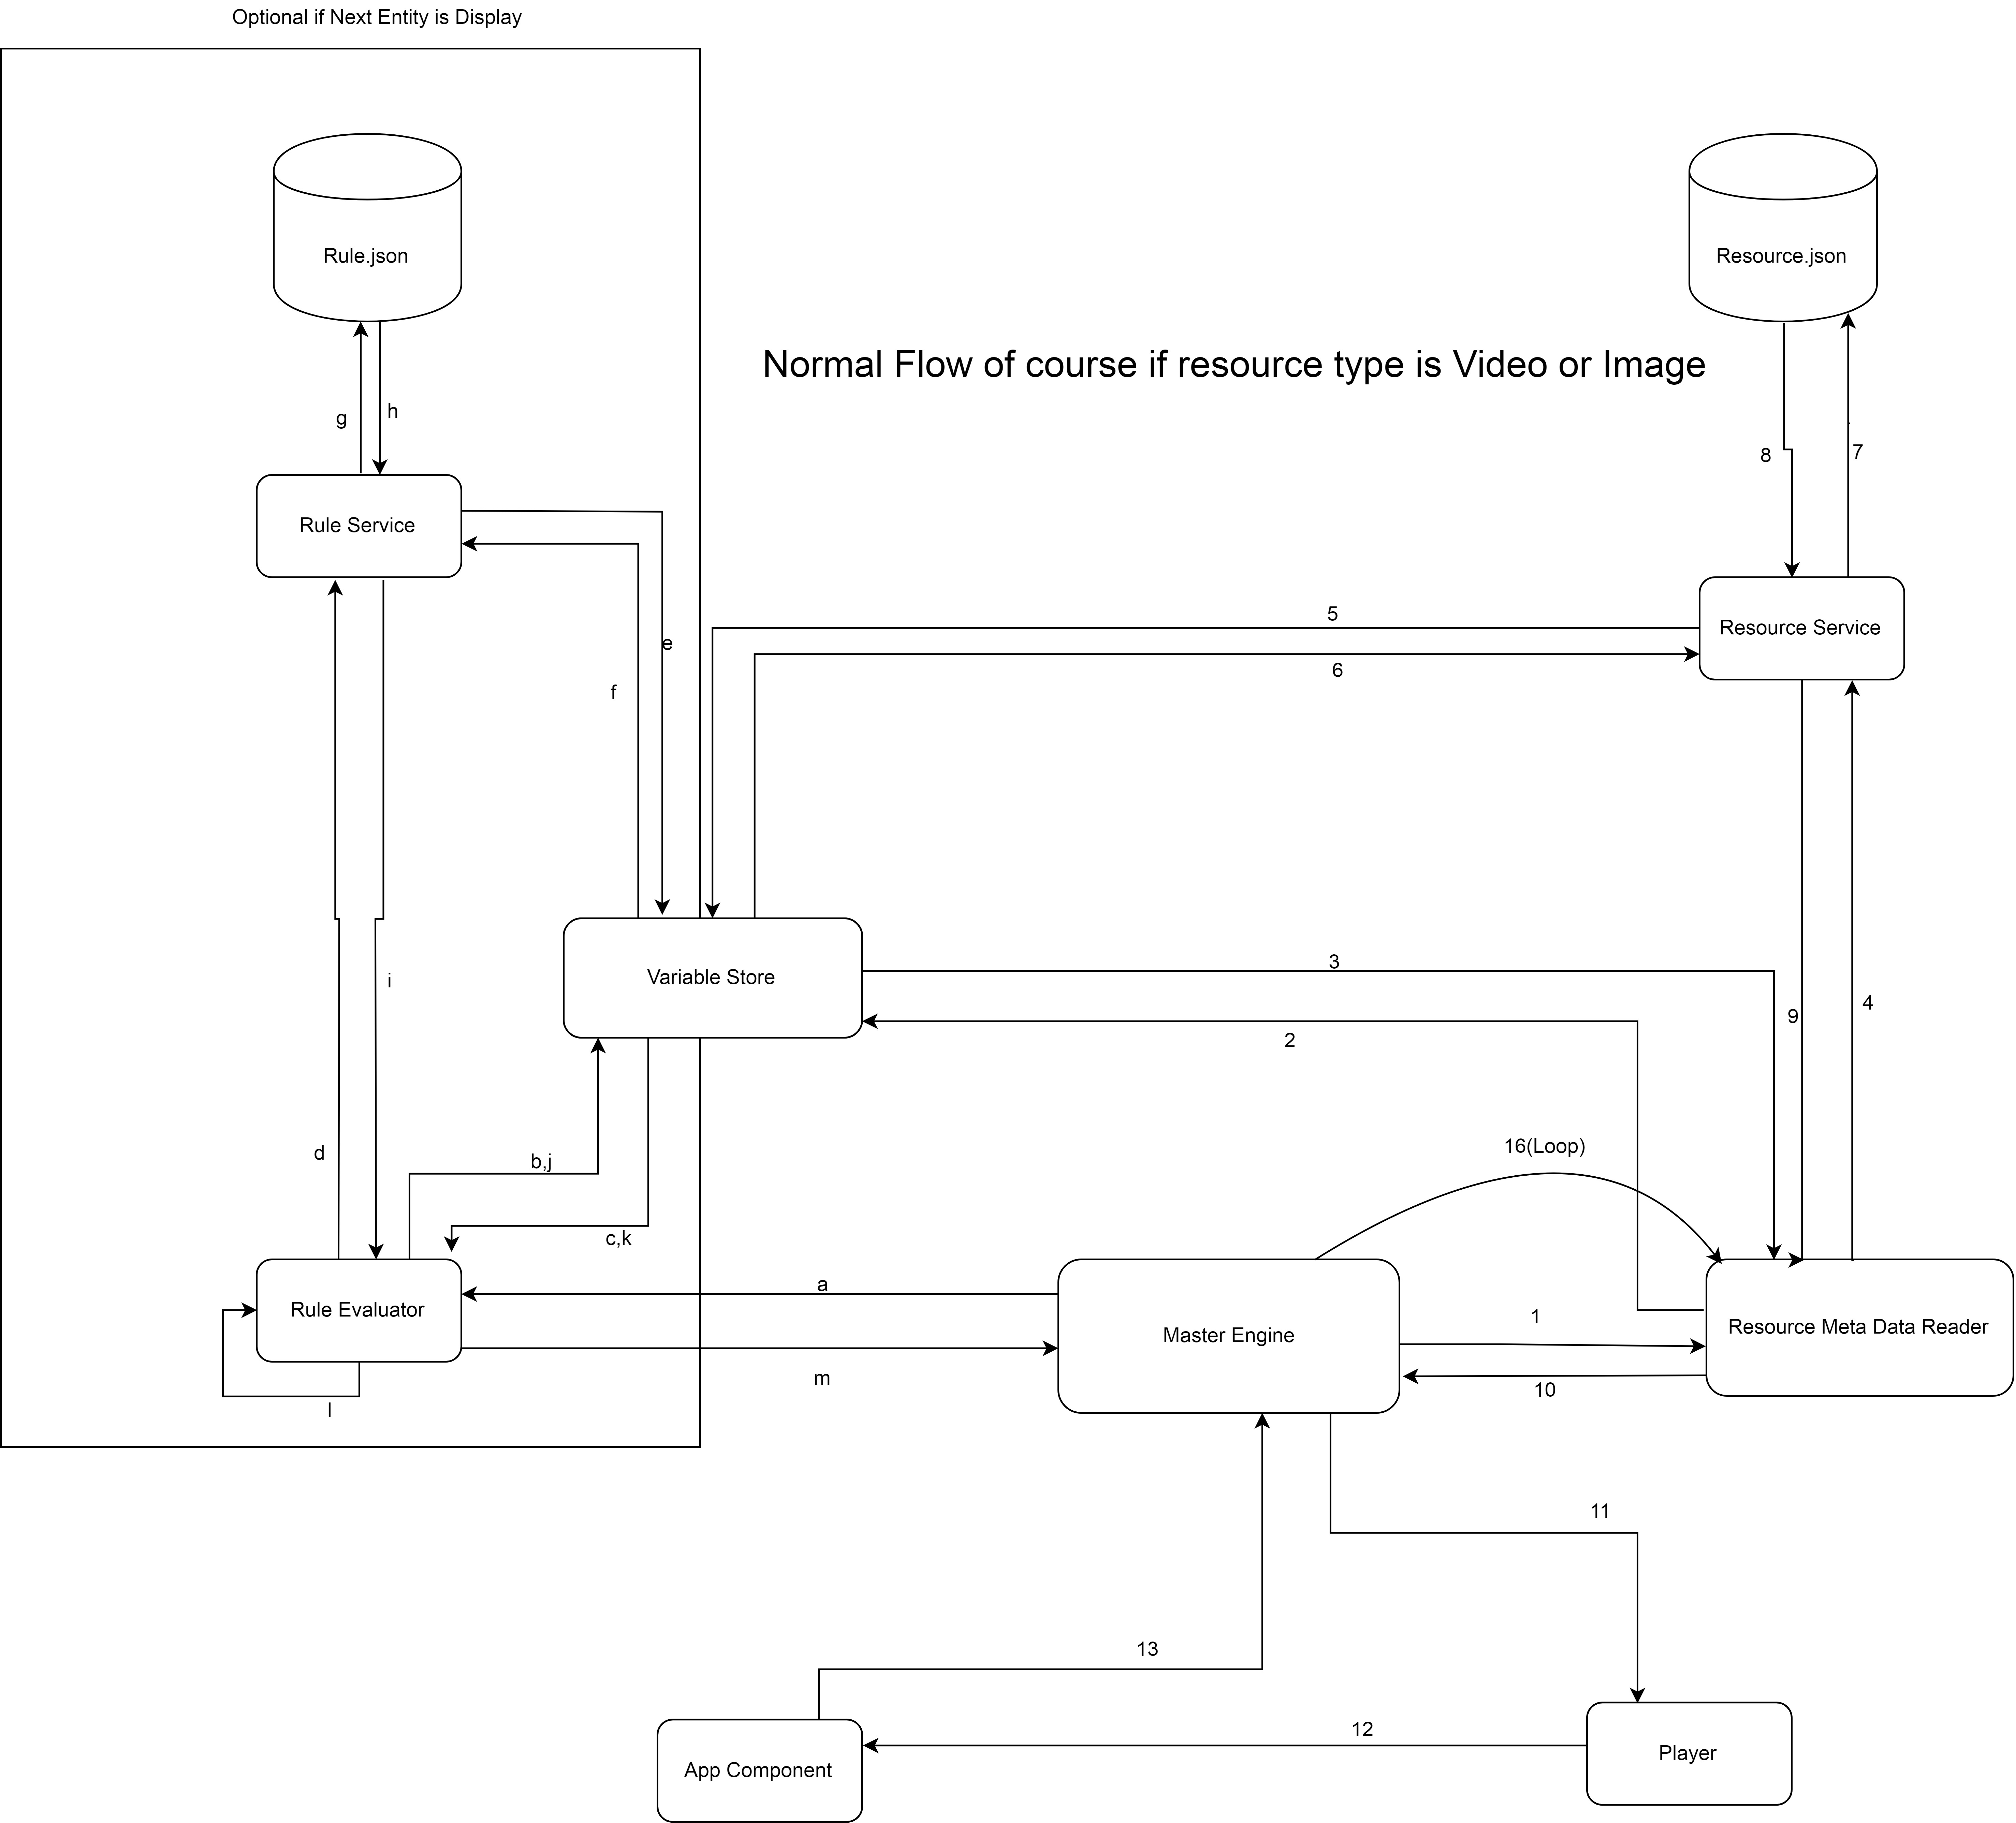 Optional if Next Entity is Display
Rule.json
Resource.json
Normal Flow of course if resource type is Video or Image
g
h
8
7
Rule Service
Resource Service
5
e
6
f
Variable Store
3
i
9
4
2
d
b,j
16(Loop)
c,k
a
Rule Evaluator
1
Master Engine
Resource Meta Data Reader
m
10
l
11
13
12
App Component
Player